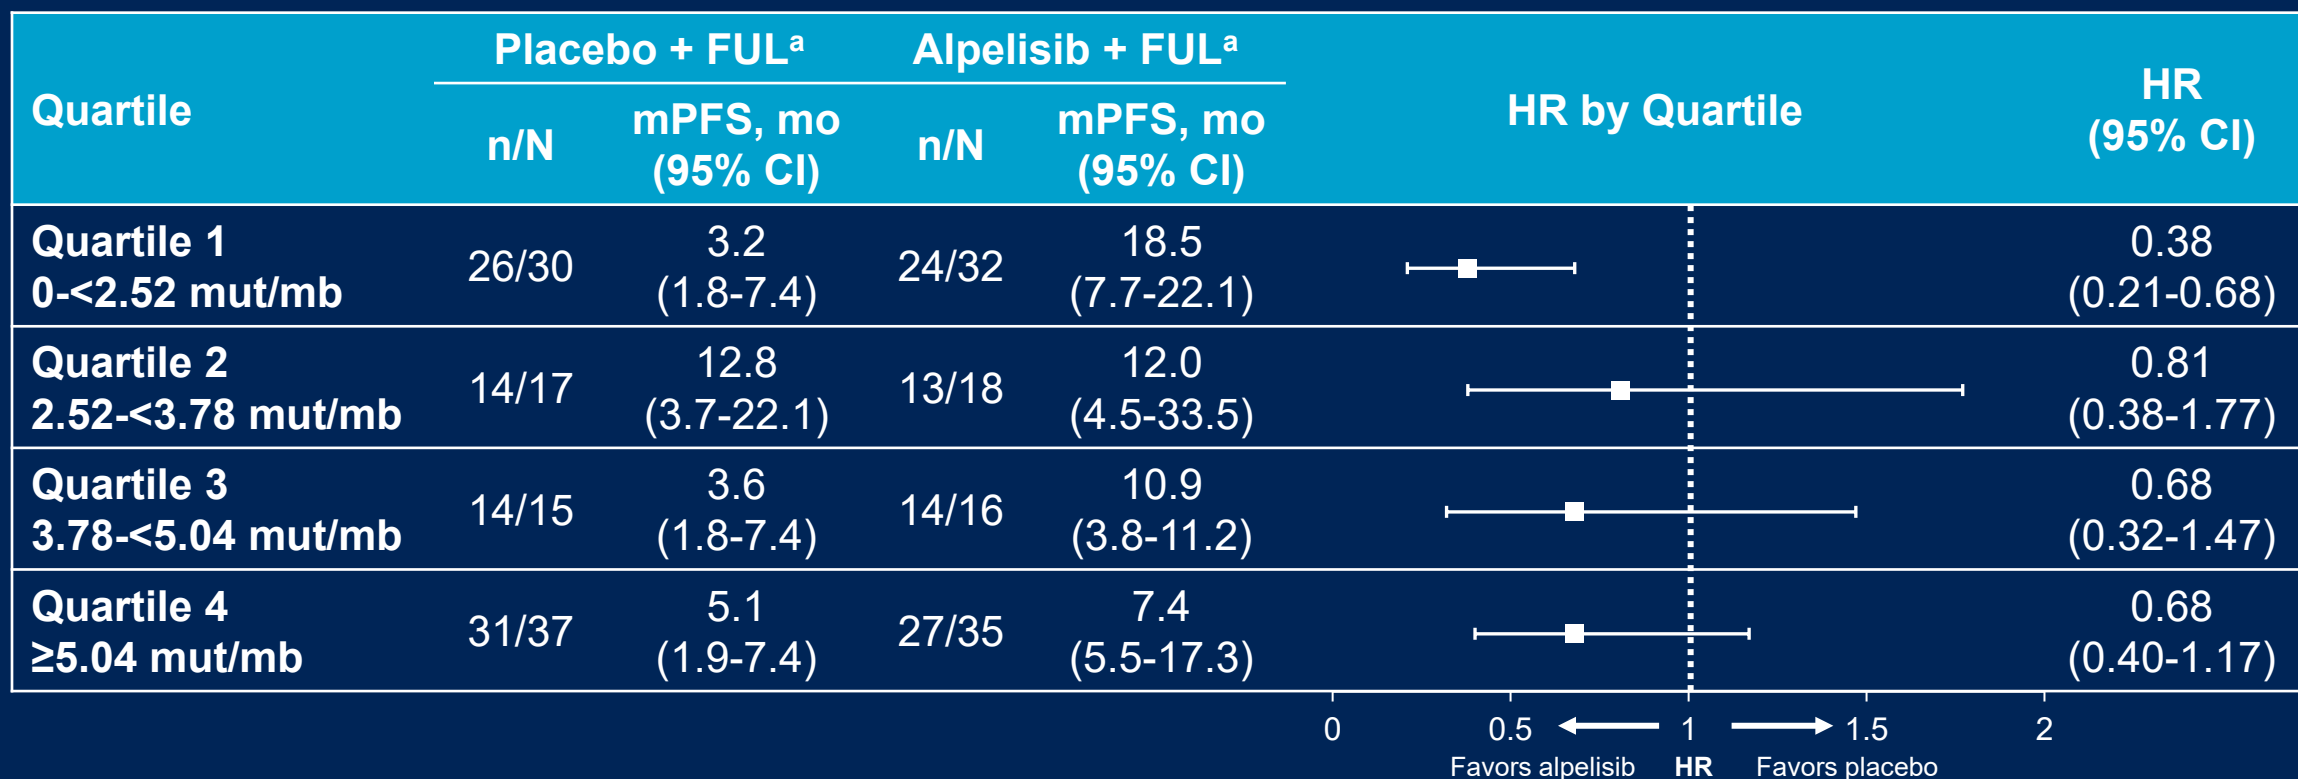 Quartile
Placebo + FULᵃ
Alpelisib + FULᵃ
n/N
mPFS, mo
(95% CI)
n/N
mPFS, mo
(95% CI)
HR by Quartile
HR
(95% CI)
Quartile 1
0-<2.52 mut/mb
26/30
3.2
(1.8-7.4)
24/32
18.5
(7.7-22.1)
0.38
(0.21-0.68)
Quartile 2
2.52-<3.78 mut/mb
14/17
12.8
(3.7-22.1)
13/18
12.0
(4.5-33.5)
0.81
(0.38-1.77)
Quartile 3
3.78-<5.04 mut/mb
14/15
3.6
(1.8-7.4)
14/16
10.9
(3.8-11.2)
0.68
(0.32-1.47)
Quartile 4
≥5.04 mut/mb
31/37
5.1
(1.9-7.4)
27/35
7.4
(5.5-17.3)
0.68
(0.40-1.17)
0 0.5 1 1.5 2
Favors alpelisib HR Favors placebo